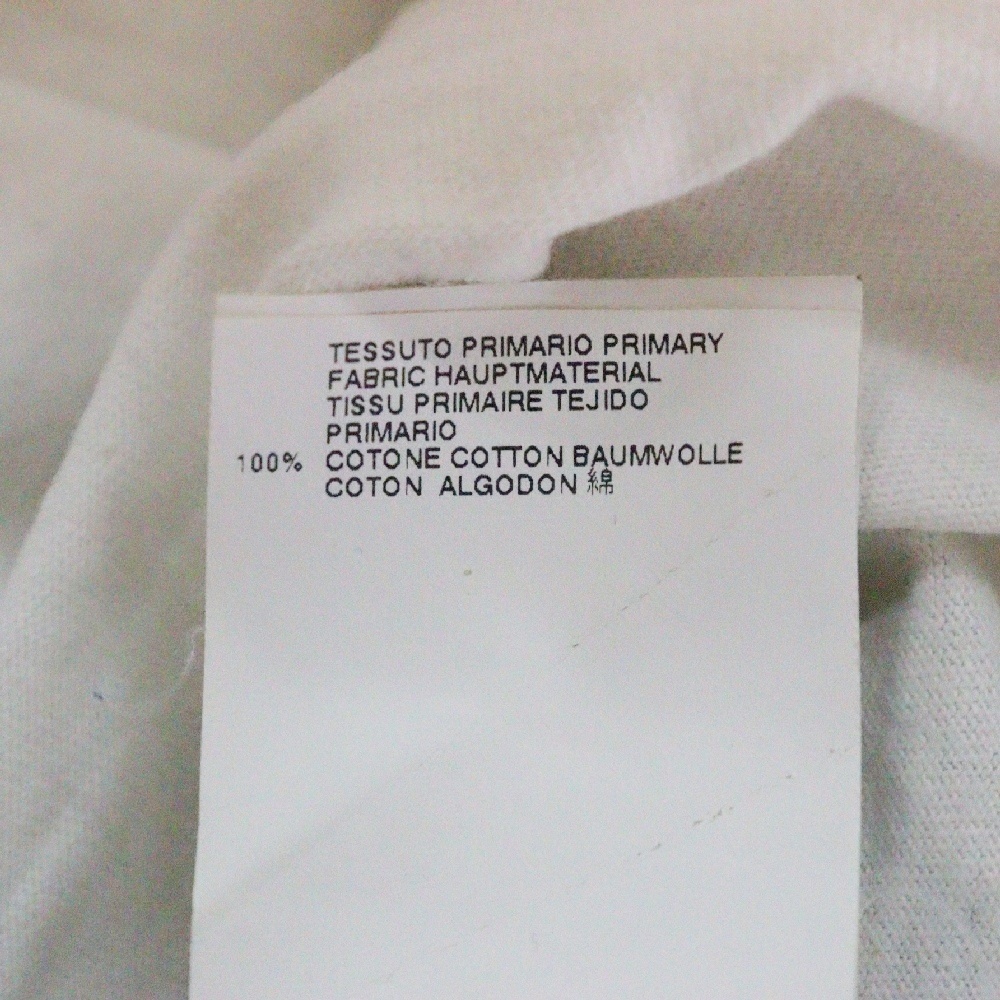 TESSUTO PRIMARIO PRIMARY
FABRIC HAUPTMATERIAL
TISSU PRIMAIRE TEJIDO
PRIMARIO
100% COTONE COTTON BAUMWOLLE
COTON ALGODON 綿